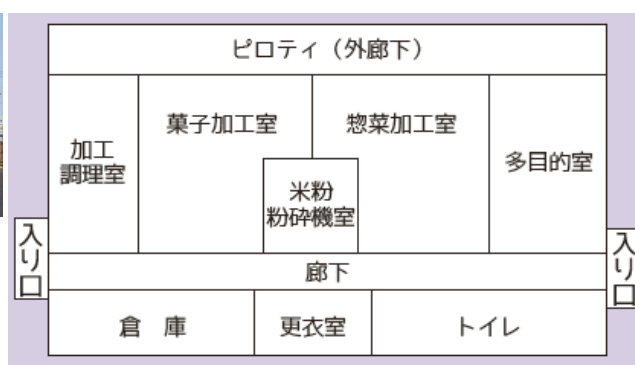 ピロティ（外廊下）
加工
調理室
菓子加工室
惣菜加工室
多目的室
米粉
粉砕機室
入り口
入り口
廊下
倉　庫
更衣室
トイレ